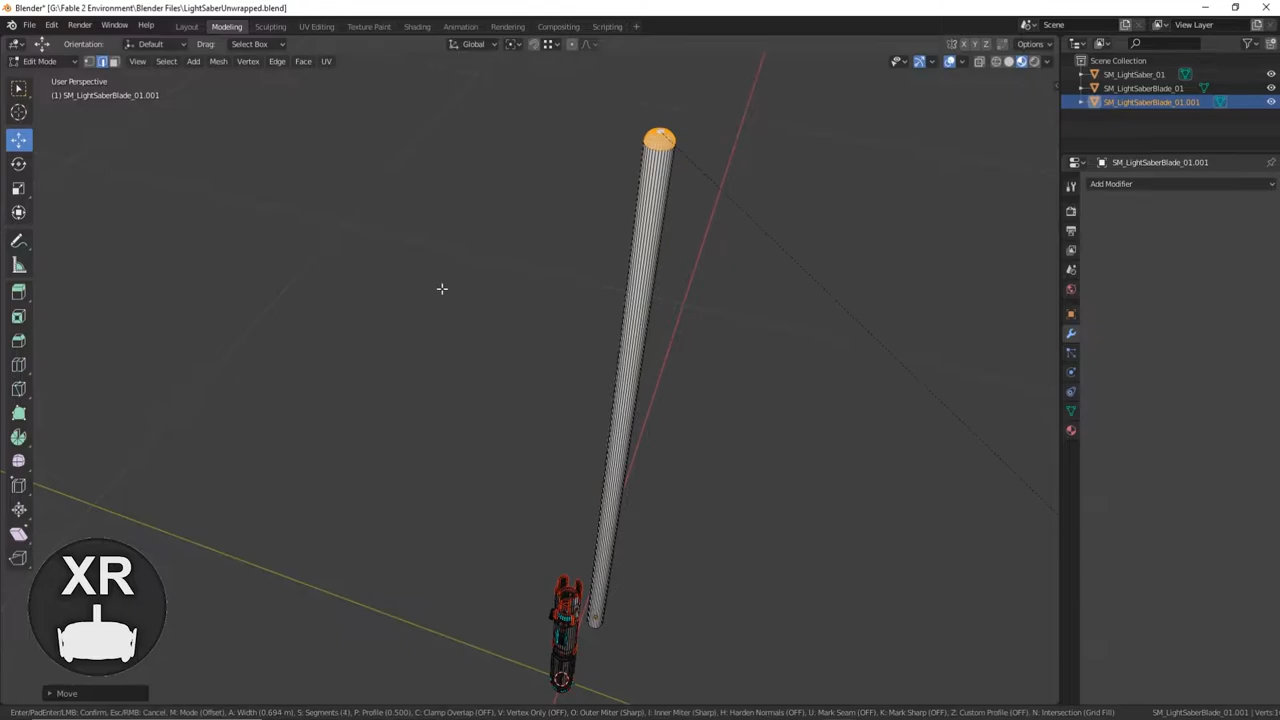 Blender* [G:\Fable 2 Environment\Blender Files\LightSaberUnwrapped.blend]
File Edit Render Window Help Layout Modeling Sculpting UV Editing Texture Paint Shading Animation Rendering Compositing Scripting + Scene View Layer
Orientation: Default Drag: Select Box Global X Y Z Options
Edit Mode View Select Add Mesh Vertex Edge Face UV
Scene Collection
SM_LightSaber_01
SM_LightSaberBlade_01
SM_LightSaberBlade_01.001
User Perspective
(1) SM_LightSaberBlade_01.001
SM_LightSaberBlade_01.001
Add Modifier
XR
Move
Enter/PadEnter/LMB: Confirm, Esc/RMB: Cancel, M: Mode (Offset), A: Width (0.694 m), S: Segments (4), P: Profile (0.500), C: Clamp Overlap (OFF), V: Vertex Only (OFF), O: Outer Miter (Sharp), I: Inner Miter (Sharp), H: Harden Normals (OFF), U: Mark Seam (OFF), K: Mark Sharp (OFF), Z: Custom Profile (OFF), N: Intersection (Grid Fill) SM_LightSaberBlade_01.001 | Verts: